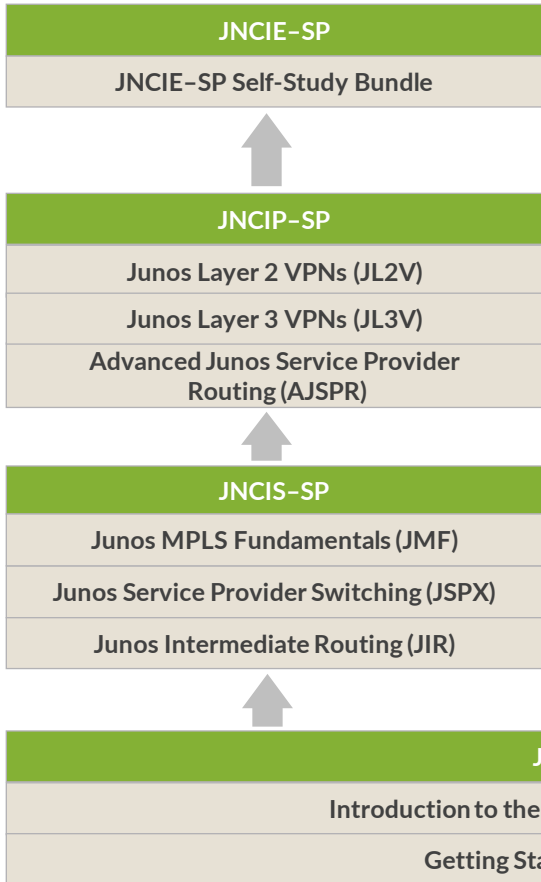 JNCIE–SP
JNCIE–SP Self-Study Bundle
JNCIP–SP
Junos Layer 2 VPNs (JL2V)
Junos Layer 3 VPNs (JL3V)
Advanced Junos Service Provider
Routing (AJSPR)
JNCIS–SP
Junos MPLS Fundamentals (JMF)
Junos Service Provider Switching (JSPX)
Junos Intermediate Routing (JIR)
Introduction to the
Getting